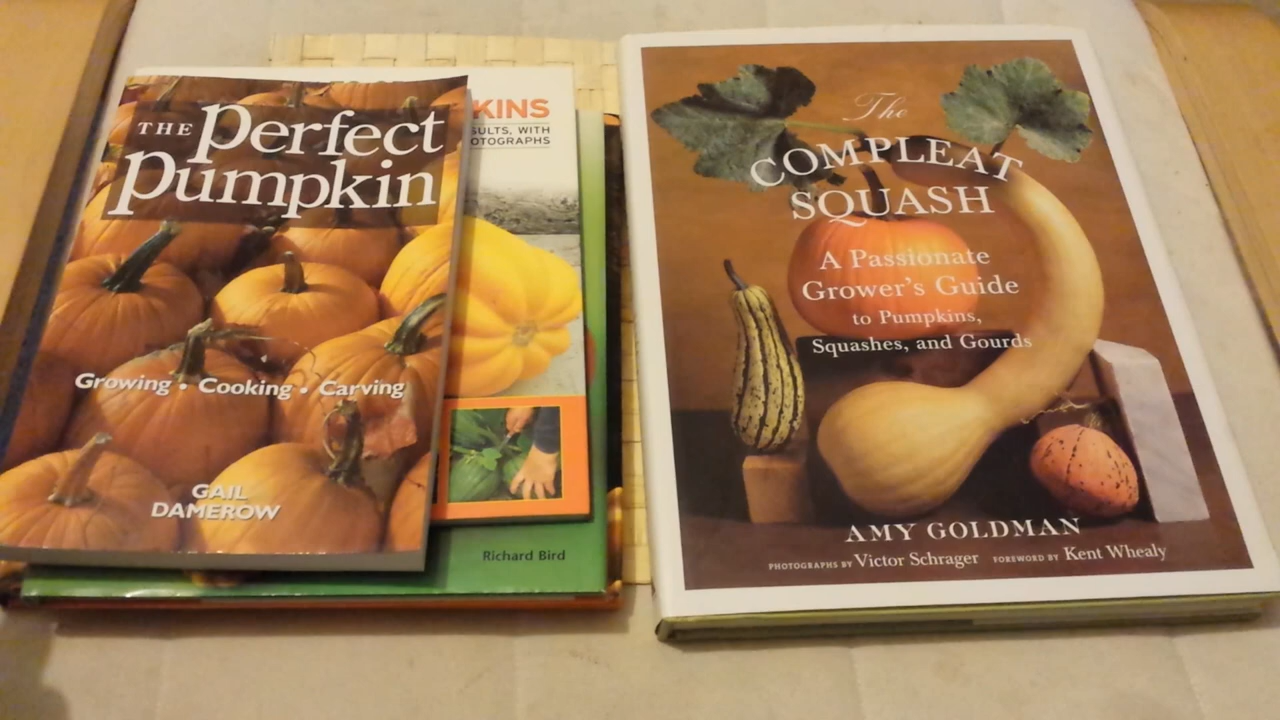 THE Perfect
Pumpkin
Growing • Cooking • Carving
GAIL
DAMEROW
KINS
SULTS, WITH
OTOGRAPHS
Richard Bird
The
COMPLEAT
SQUASH
A Passionate
Grower's Guide
to Pumpkins,
Squashes, and Gourds
AMY GOLDMAN
PHOTOGRAPHS BY Victor Schrager FOREWORD BY Kent Whealy